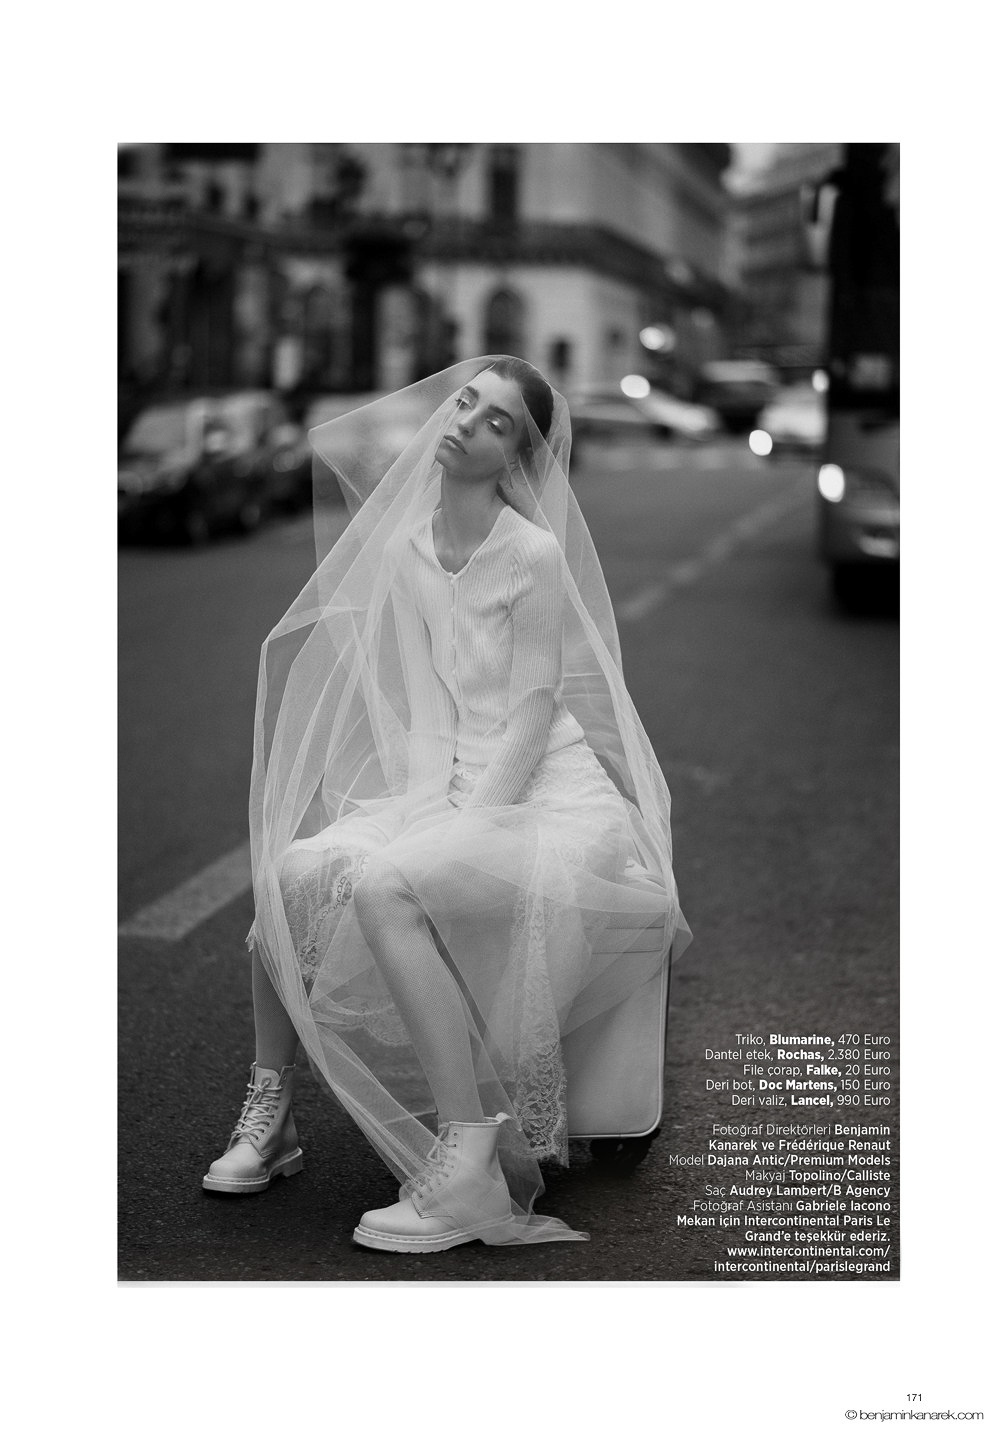 Triko, Blumarine, 470 Euro
Dantel etek, Rochas, 2.380 Euro
File çorap, Falke, 20 Euro
Deri bot, Doc Martens, 150 Euro
Deri valiz, Lancel, 990 Euro
Fotoğraf Direktörleri Benjamin
Kanarek ve Frédérique Renaut
Model Dajana Antic/Premium Models
Makyaj Topolino/Calliste
Saç Audrey Lambert/B Agency
Fotoğraf Asistanı Gabriele Iacono
Mekan için Intercontinental Paris Le
Grand'e teşekkür ederiz.
www.intercontinental.com/
intercontinental/parislegrand
171
© benjaminkanarek.com